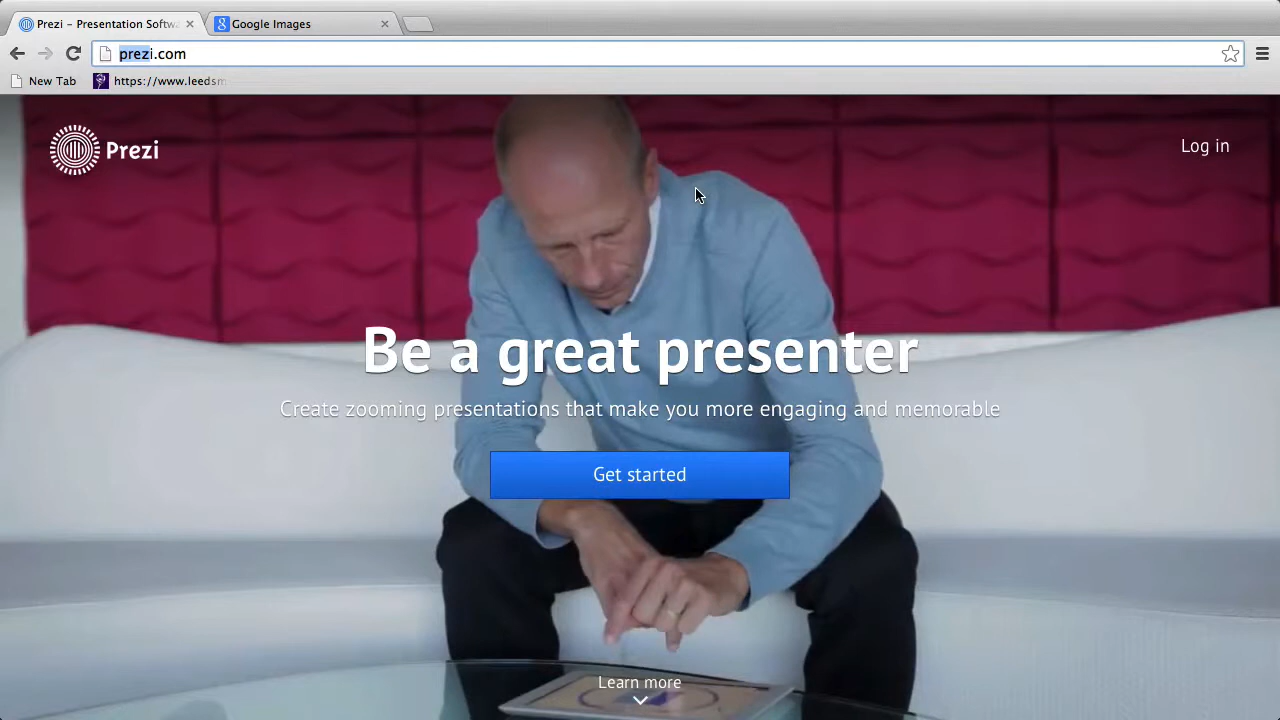 Prezi – Presentation Softw
Google Images
prezi.com
New Tab
https://www.leedsm
Prezi
Log in
Be a great presenter
Create zooming presentations that make you more engaging and memorable
Get started
Learn more